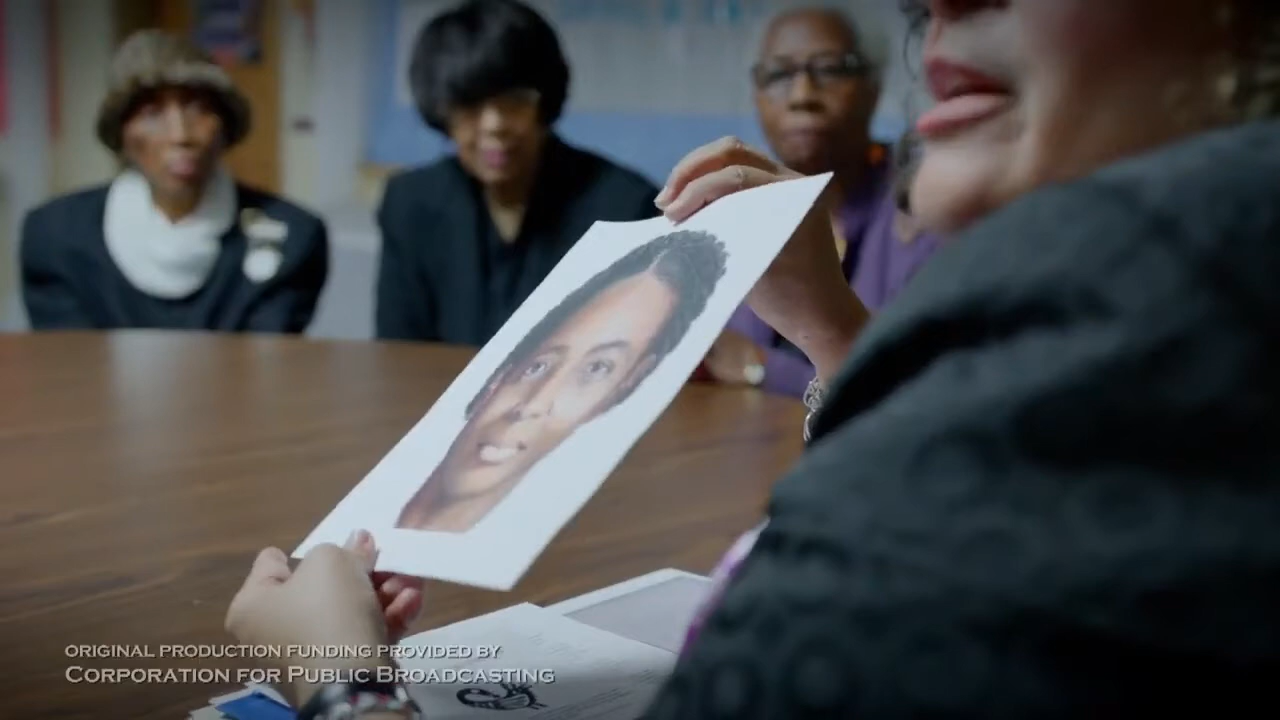 ORIGINAL PRODUCTION FUNDING PROVIDED BY
CORPORATION FOR PUBLIC BROADCASTING